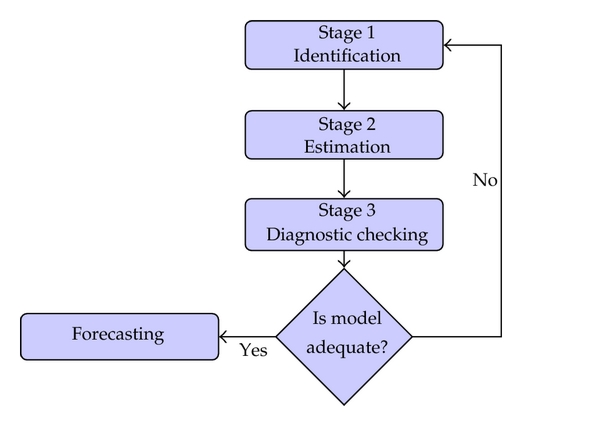 Stage 1
Identification
Stage 2
Estimation
No
Stage 3
Diagnostic checking
Is model
adequate?
Forecasting
Yes